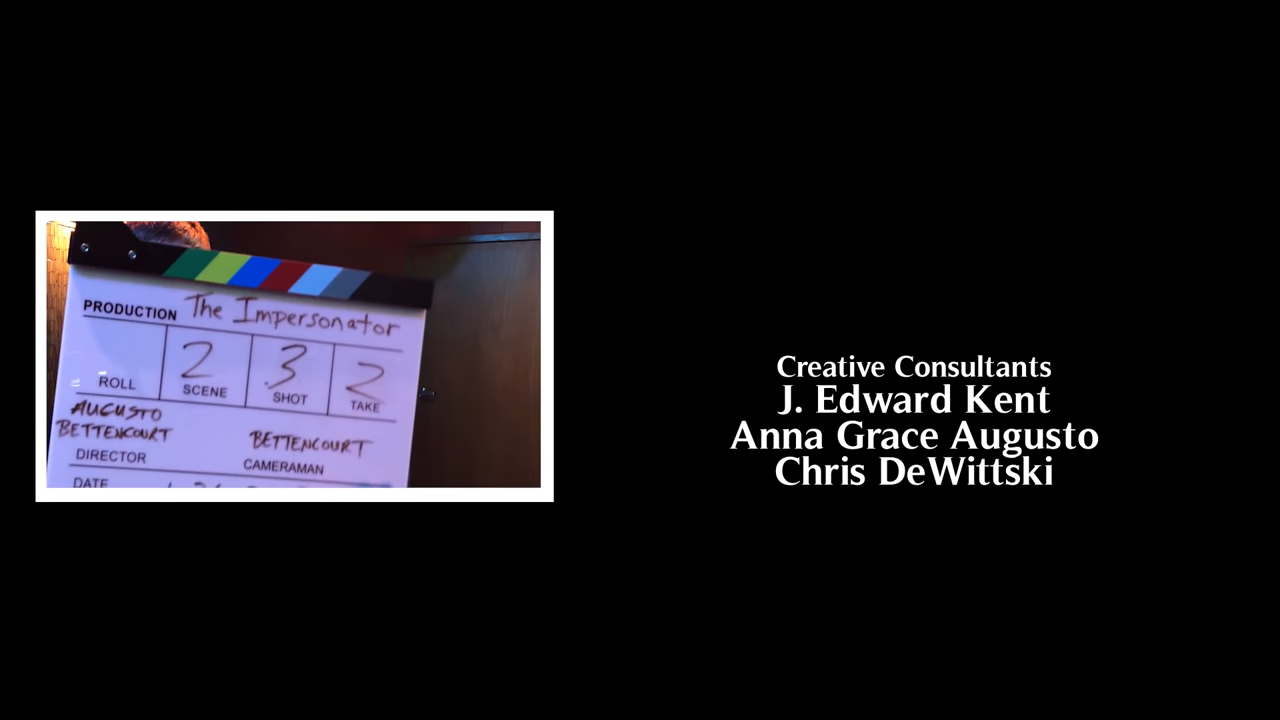 PRODUCTION The Impersonator
2 3 2
ROLL SCENE SHOT TAKE
AUGUSTO
BETTENCOURT BETTENCOURT
DIRECTOR CAMERAMAN
DATE
Creative Consultants
J. Edward Kent
Anna Grace Augusto
Chris DeWittski